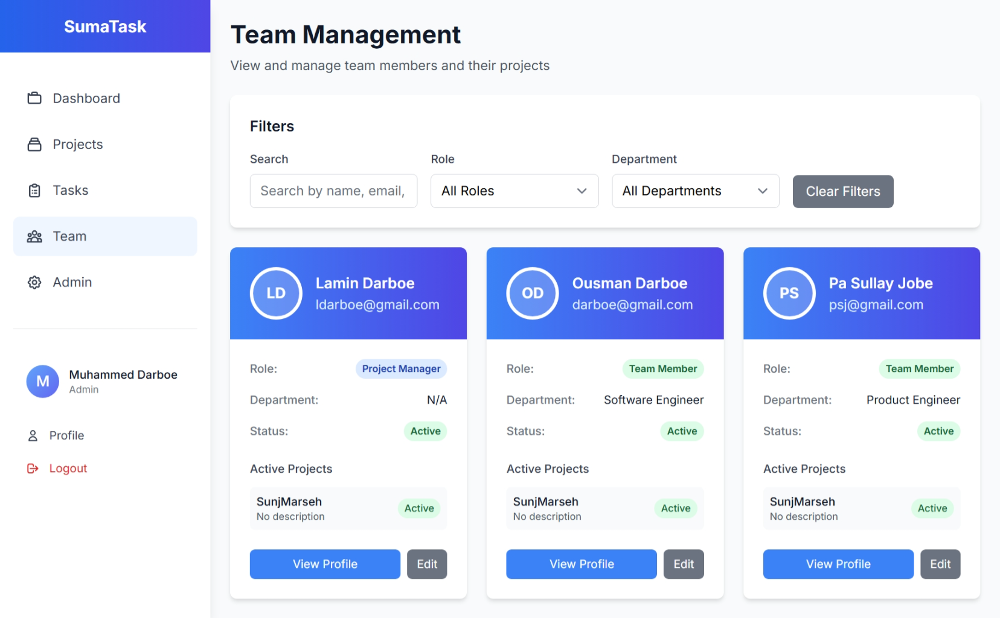 SumaTask
Dashboard
Projects
Tasks
Team
Admin
M
Muhammed Darboe
Admin
Profile
Logout
Team Management
View and manage team members and their projects
Filters
Search
Role
Department
Search by name, email,
All Roles
All Departments
Clear Filters
LD
Lamin Darboe
ldarboe@gmail.com
Role:
Project Manager
Department:
N/A
Status:
Active
Active Projects
SunjMarseh
No description
Active
View Profile
Edit
OD
Ousman Darboe
darboe@gmail.com
Role:
Team Member
Department:
Software Engineer
Status:
Active
Active Projects
SunjMarseh
No description
Active
View Profile
Edit
PS
Pa Sullay Jobe
psj@gmail.com
Role:
Team Member
Department:
Product Engineer
Status:
Active
Active Projects
SunjMarseh
No description
Active
View Profile
Edit